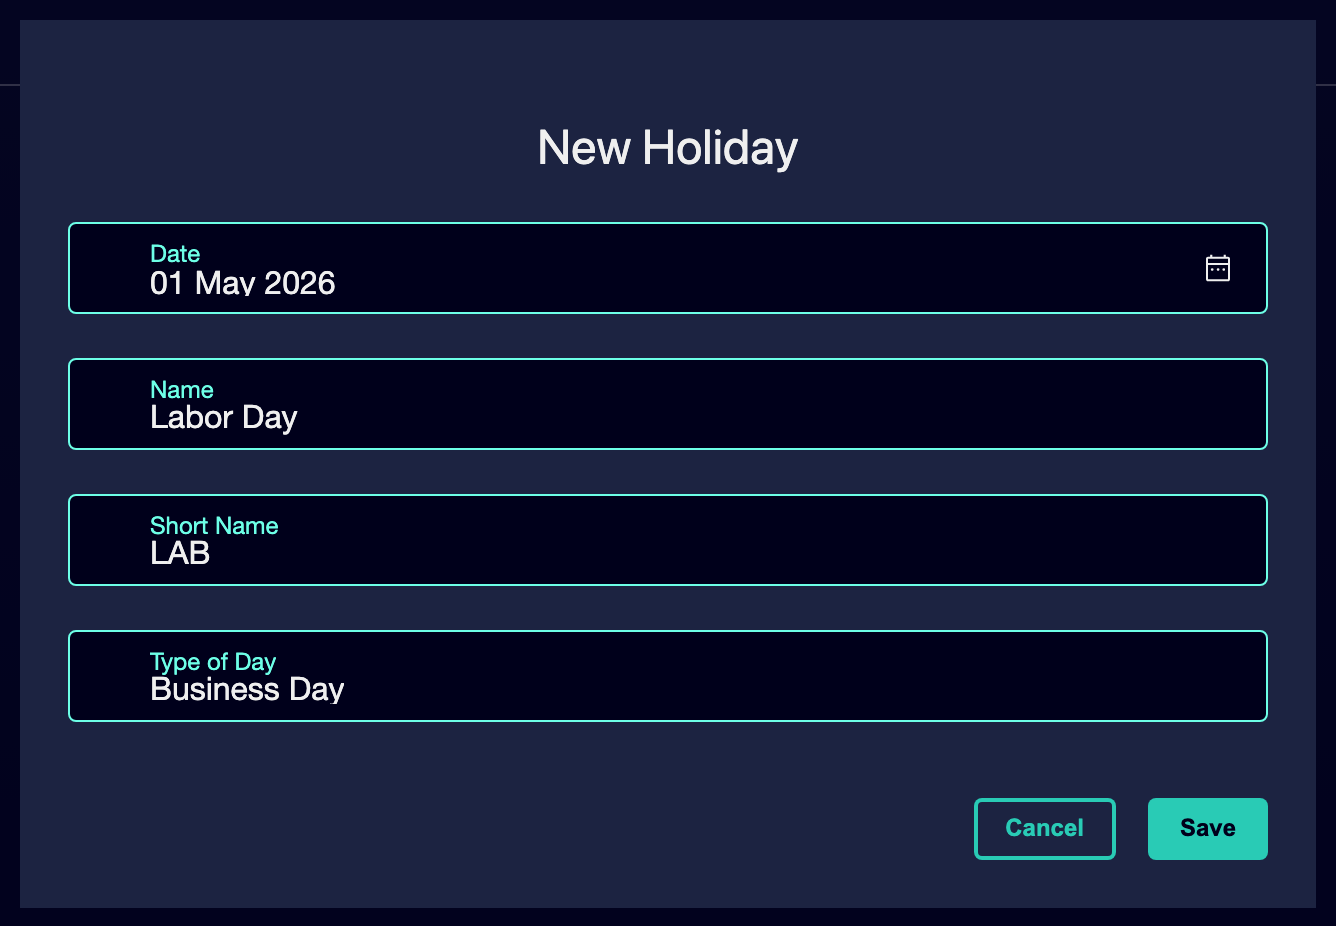 New Holiday
Date
01 May 2026
Name
Labor Day
Short Name
LAB
Type of Day
Business Day
Cancel
Save